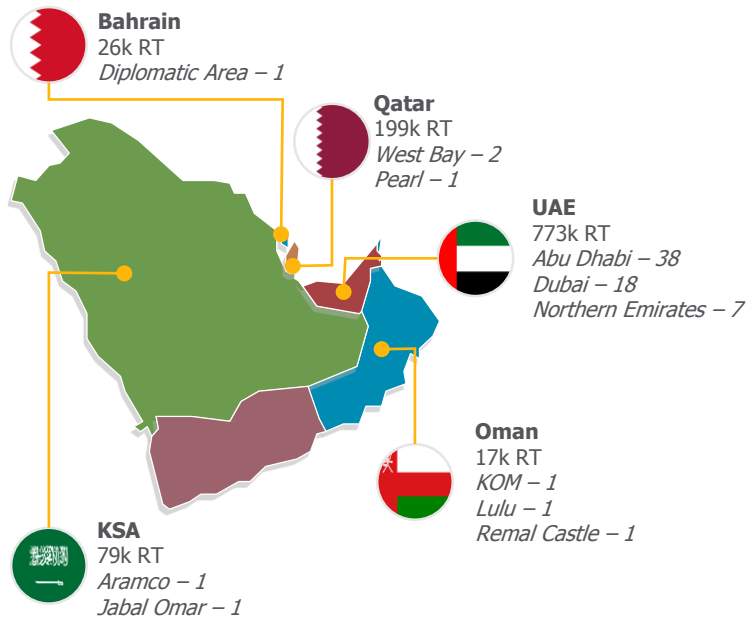 Bahrain
26k RT
Diplomatic Area – 1
Qatar
199k RT
West Bay – 2
Pearl – 1
UAE
773k RT
Abu Dhabi – 38
Dubai – 18
Northern Emirates – 7
Oman
17k RT
KOM – 1
Lulu – 1
Remal Castle – 1
KSA
79k RT
Aramco – 1
Jabal Omar – 1